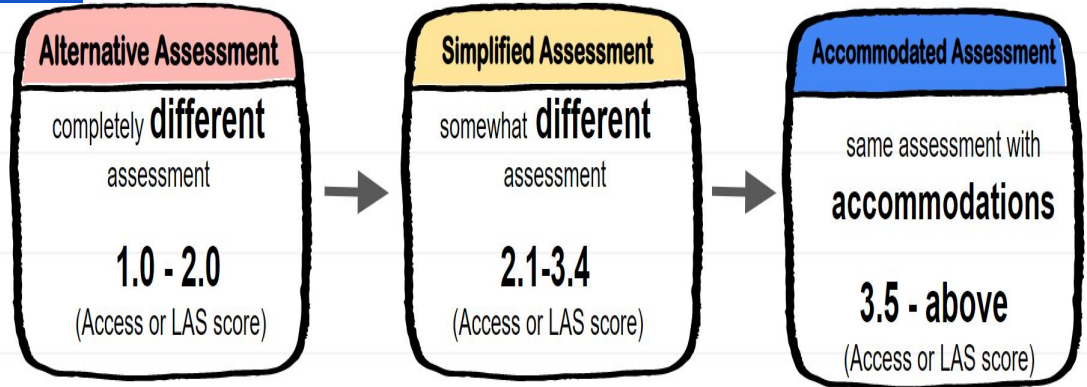 Alternative Assessment
completely different
assessment
1.0 - 2.0
(Access or LAS score)
Simplified Assessment
somewhat different
assessment
2.1-3.4
(Access or LAS score)
Accommodated Assessment
same assessment with
accommodations
3.5 - above
(Access or LAS score)